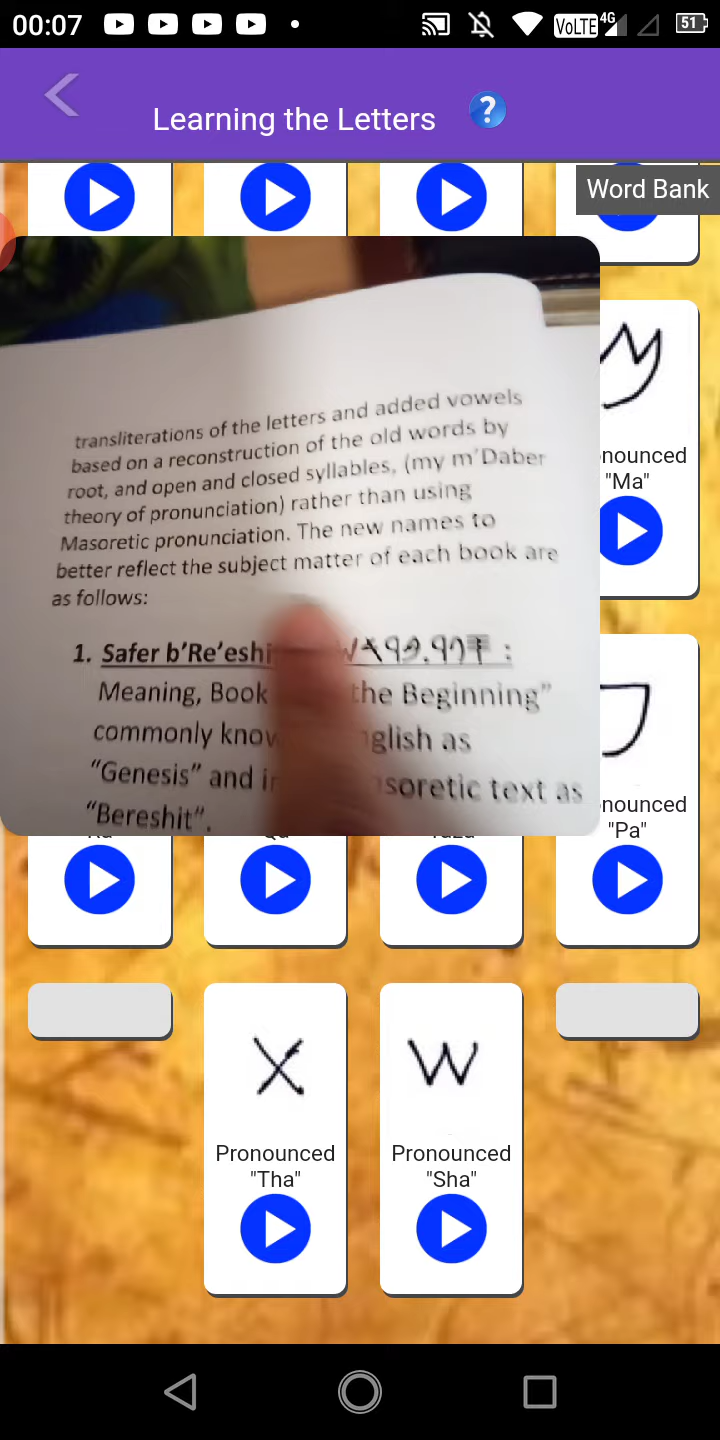 00:07
VoLTE 4G 51
Learning the Letters ?
Word Bank
transliterations of the letters and added vowels
based on a reconstruction of the old words by
root, and open and closed syllables, (my m'Daber
theory of pronunciation) rather than using
Masoretic pronunciation. The new names to
better reflect the subject matter of each book are
as follows:
1. Safer b'Re'eshi :
Meaning, Book the Beginning"
commonly know glish as
"Genesis" and in soretic text as
"Bereshit".
nounced
"Ma"
nounced
"Pa"
Pronounced
"Tha"
Pronounced
"Sha"